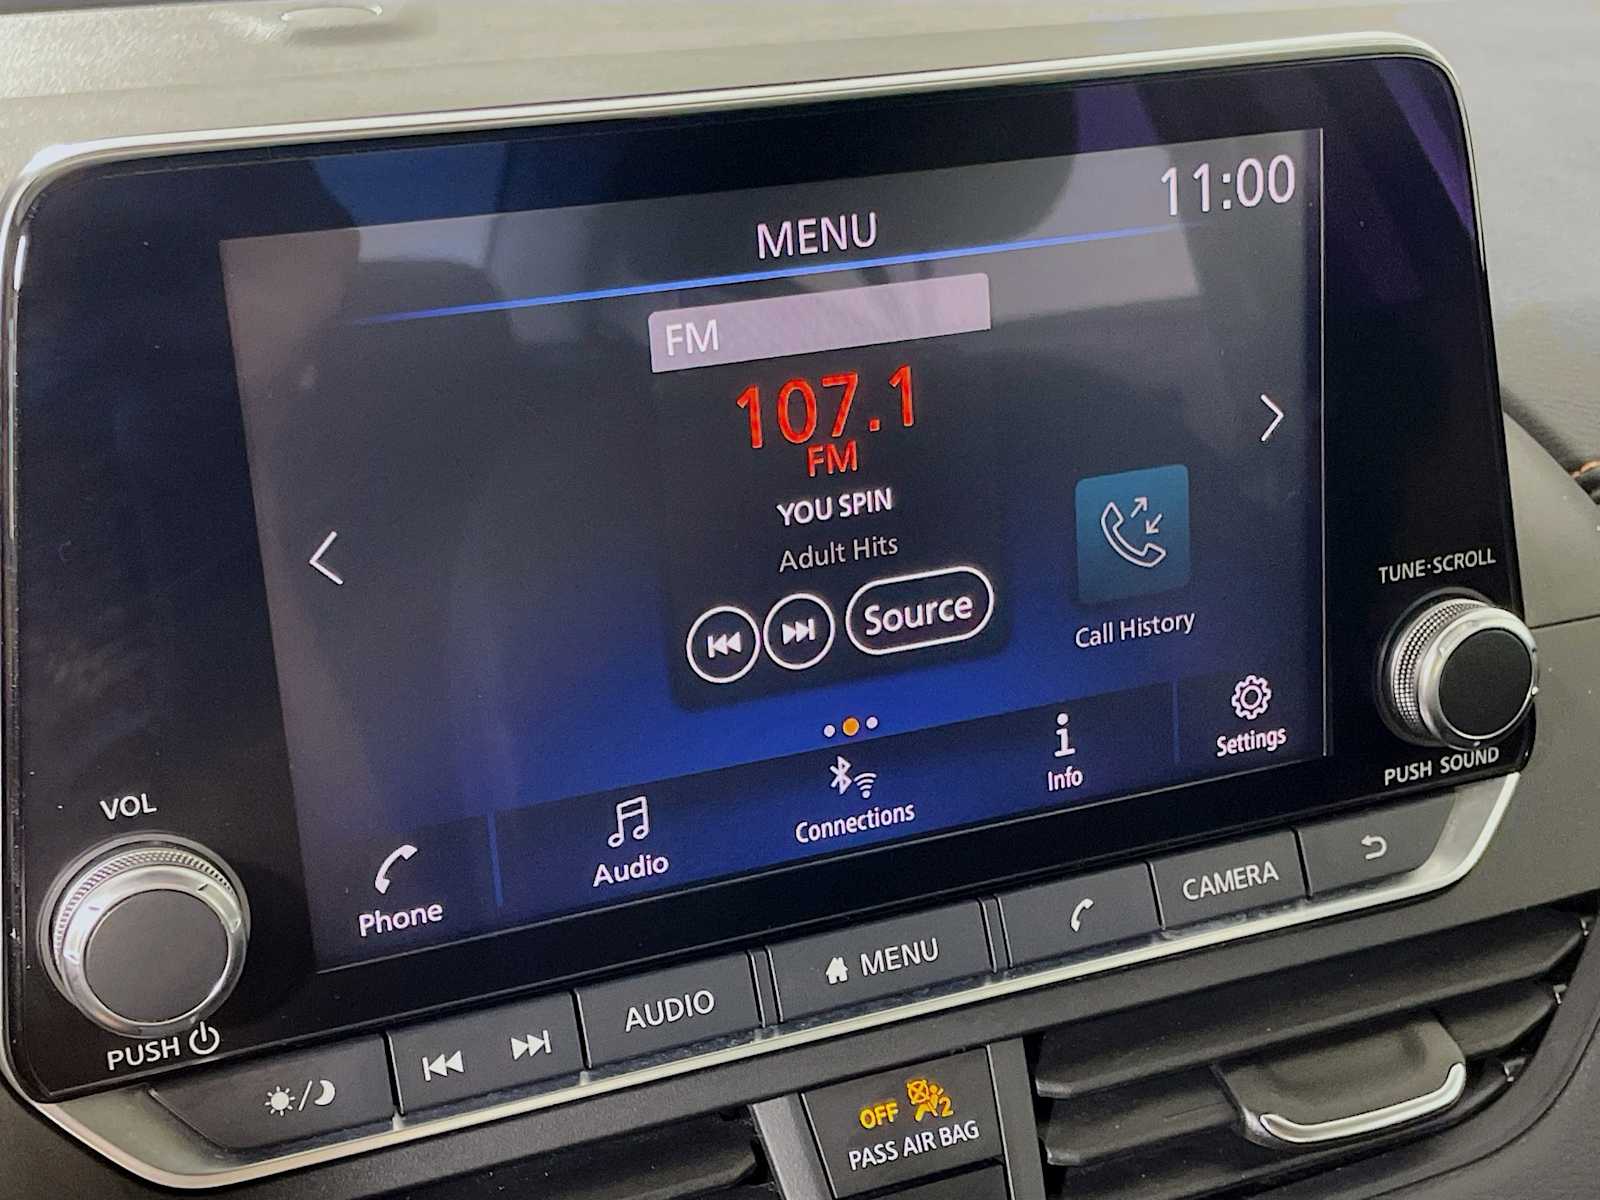 11:00
MENU
FM
107.1
FM
YOU SPIN
Adult Hits
Source
Call History
Phone
Audio
Connections
Info
Settings
VOL
PUSH
TUNE·SCROLL
PUSH SOUND
AUDIO
MENU
CAMERA
OFF 2
PASS AIR BAG